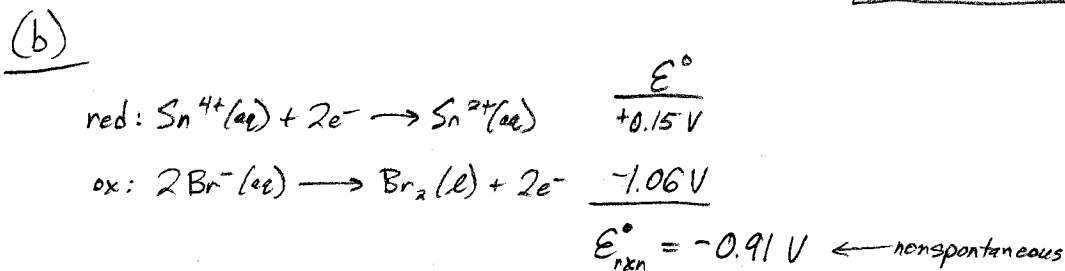 (b)
ℰ°
red: Sn⁴⁺(aq) + 2e⁻ ⟶ Sn²⁺(aq) +0.15 V
ox: 2Br⁻(aq) ⟶ Br₂(l) + 2e⁻ -1.06 V
ℰ°rxn = -0.91 V ⟵ nonspontaneous